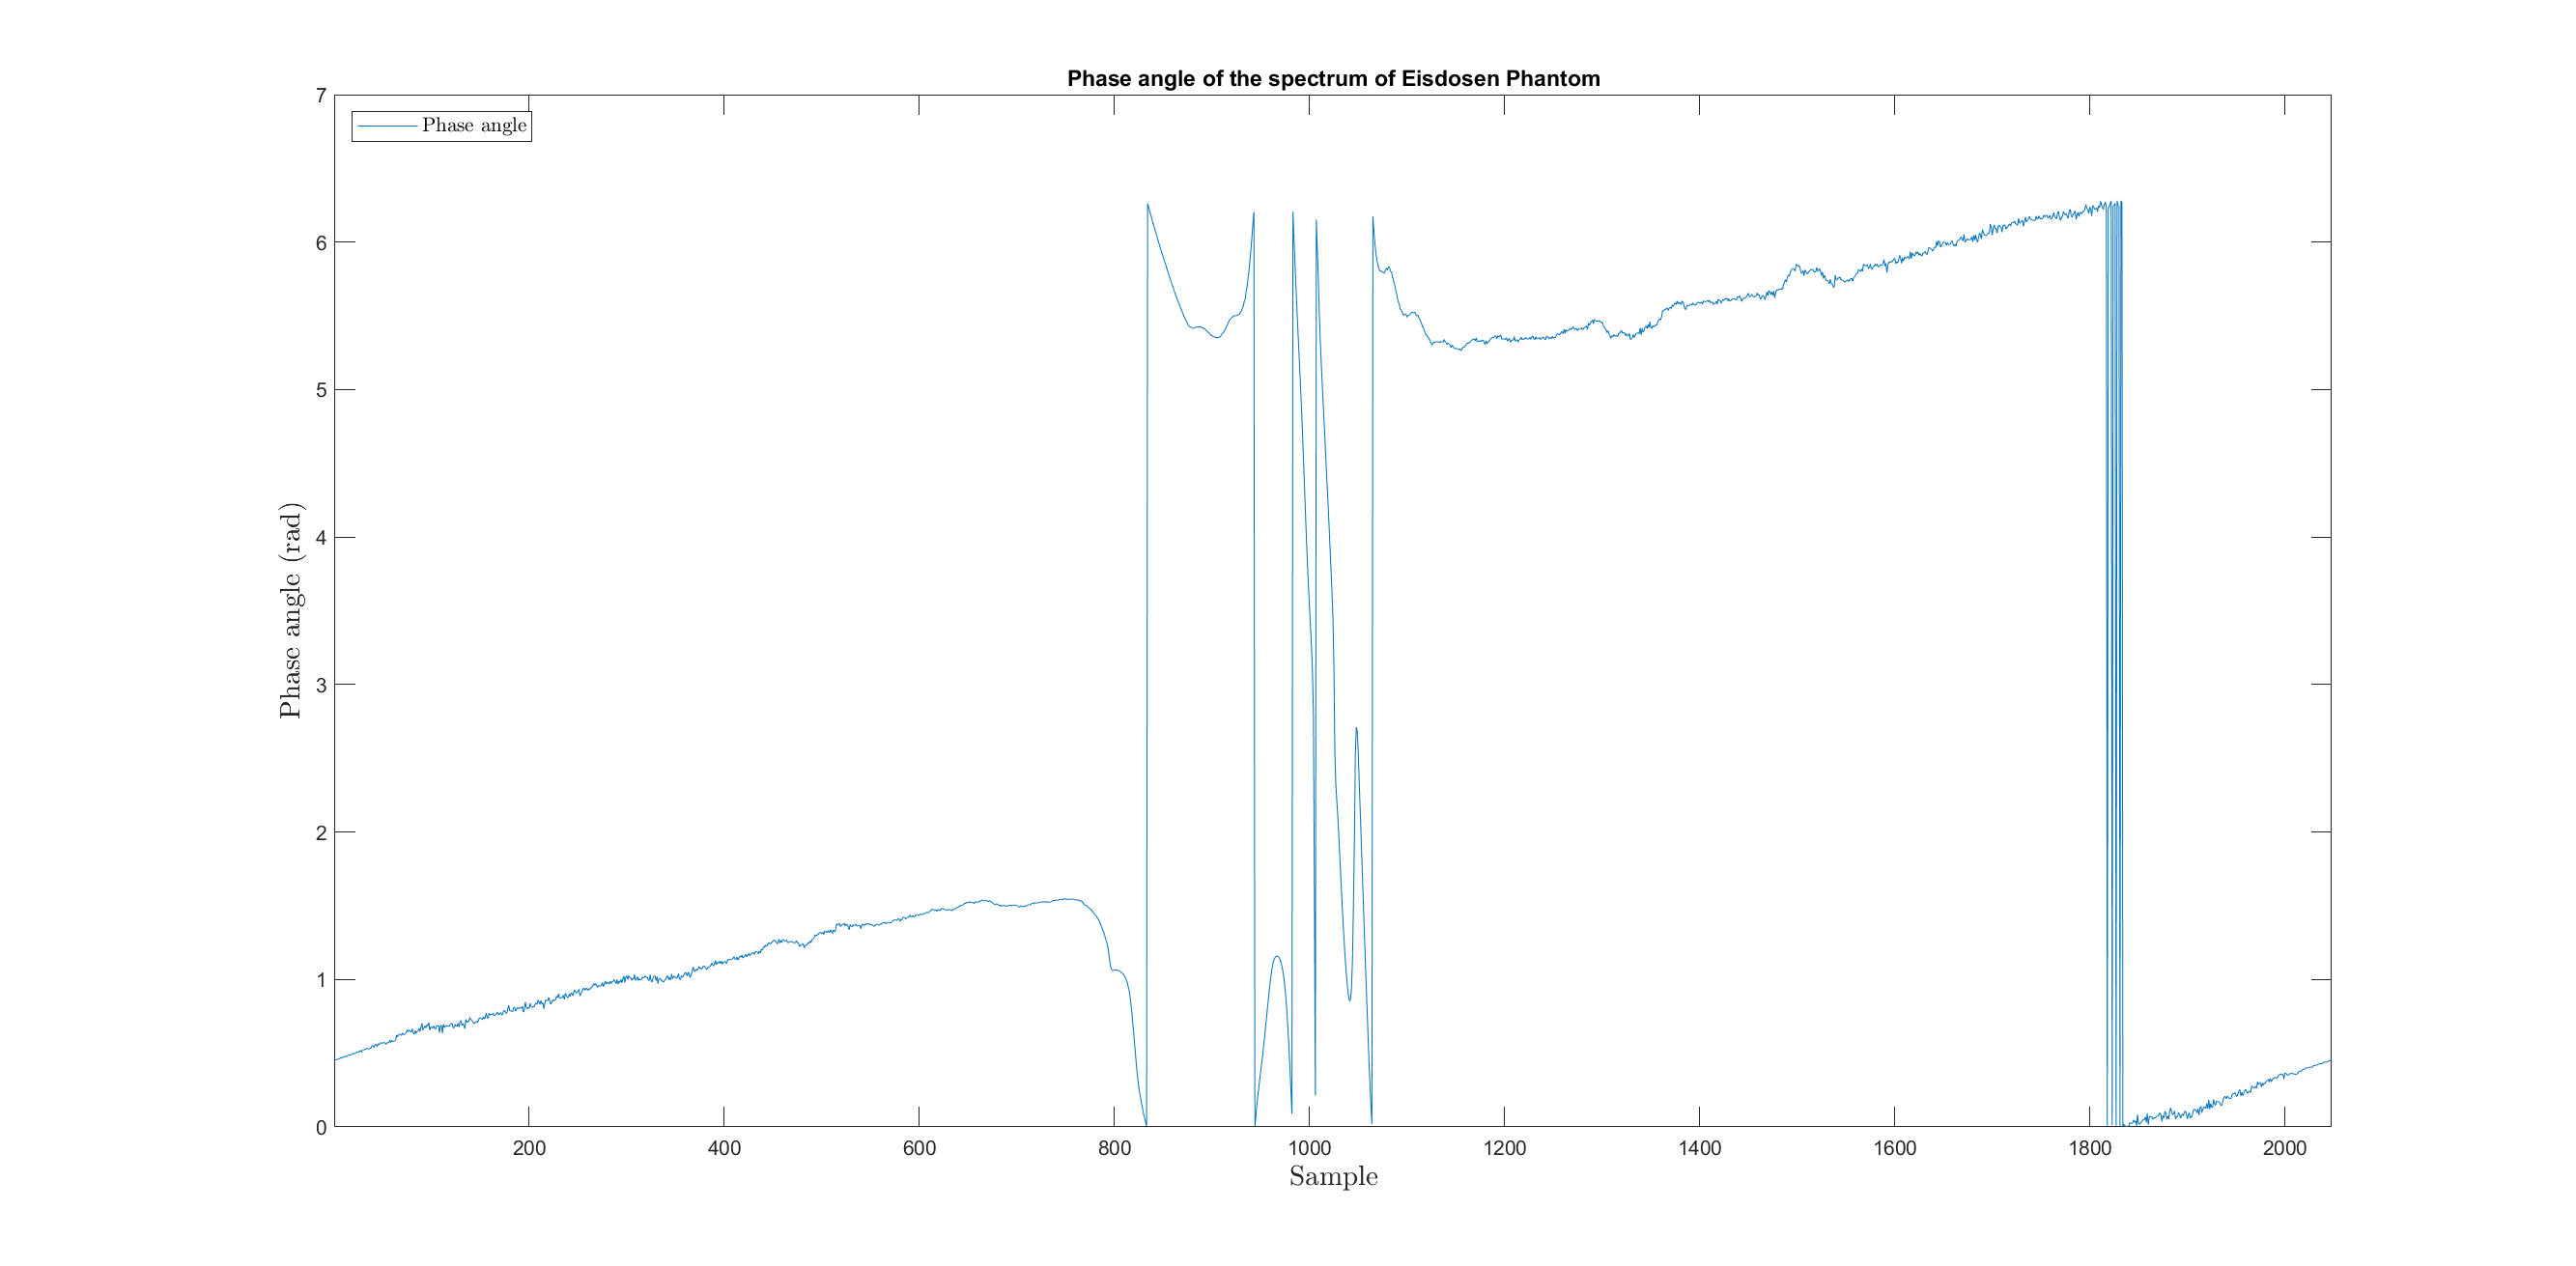 Phase angle of the spectrum of Eisdosen Phantom
7
Phase angle
6
5
4
3
2
1
0
Phase angle (rad)
200 400 600 800 1000 1200 1400 1600 1800 2000
Sample